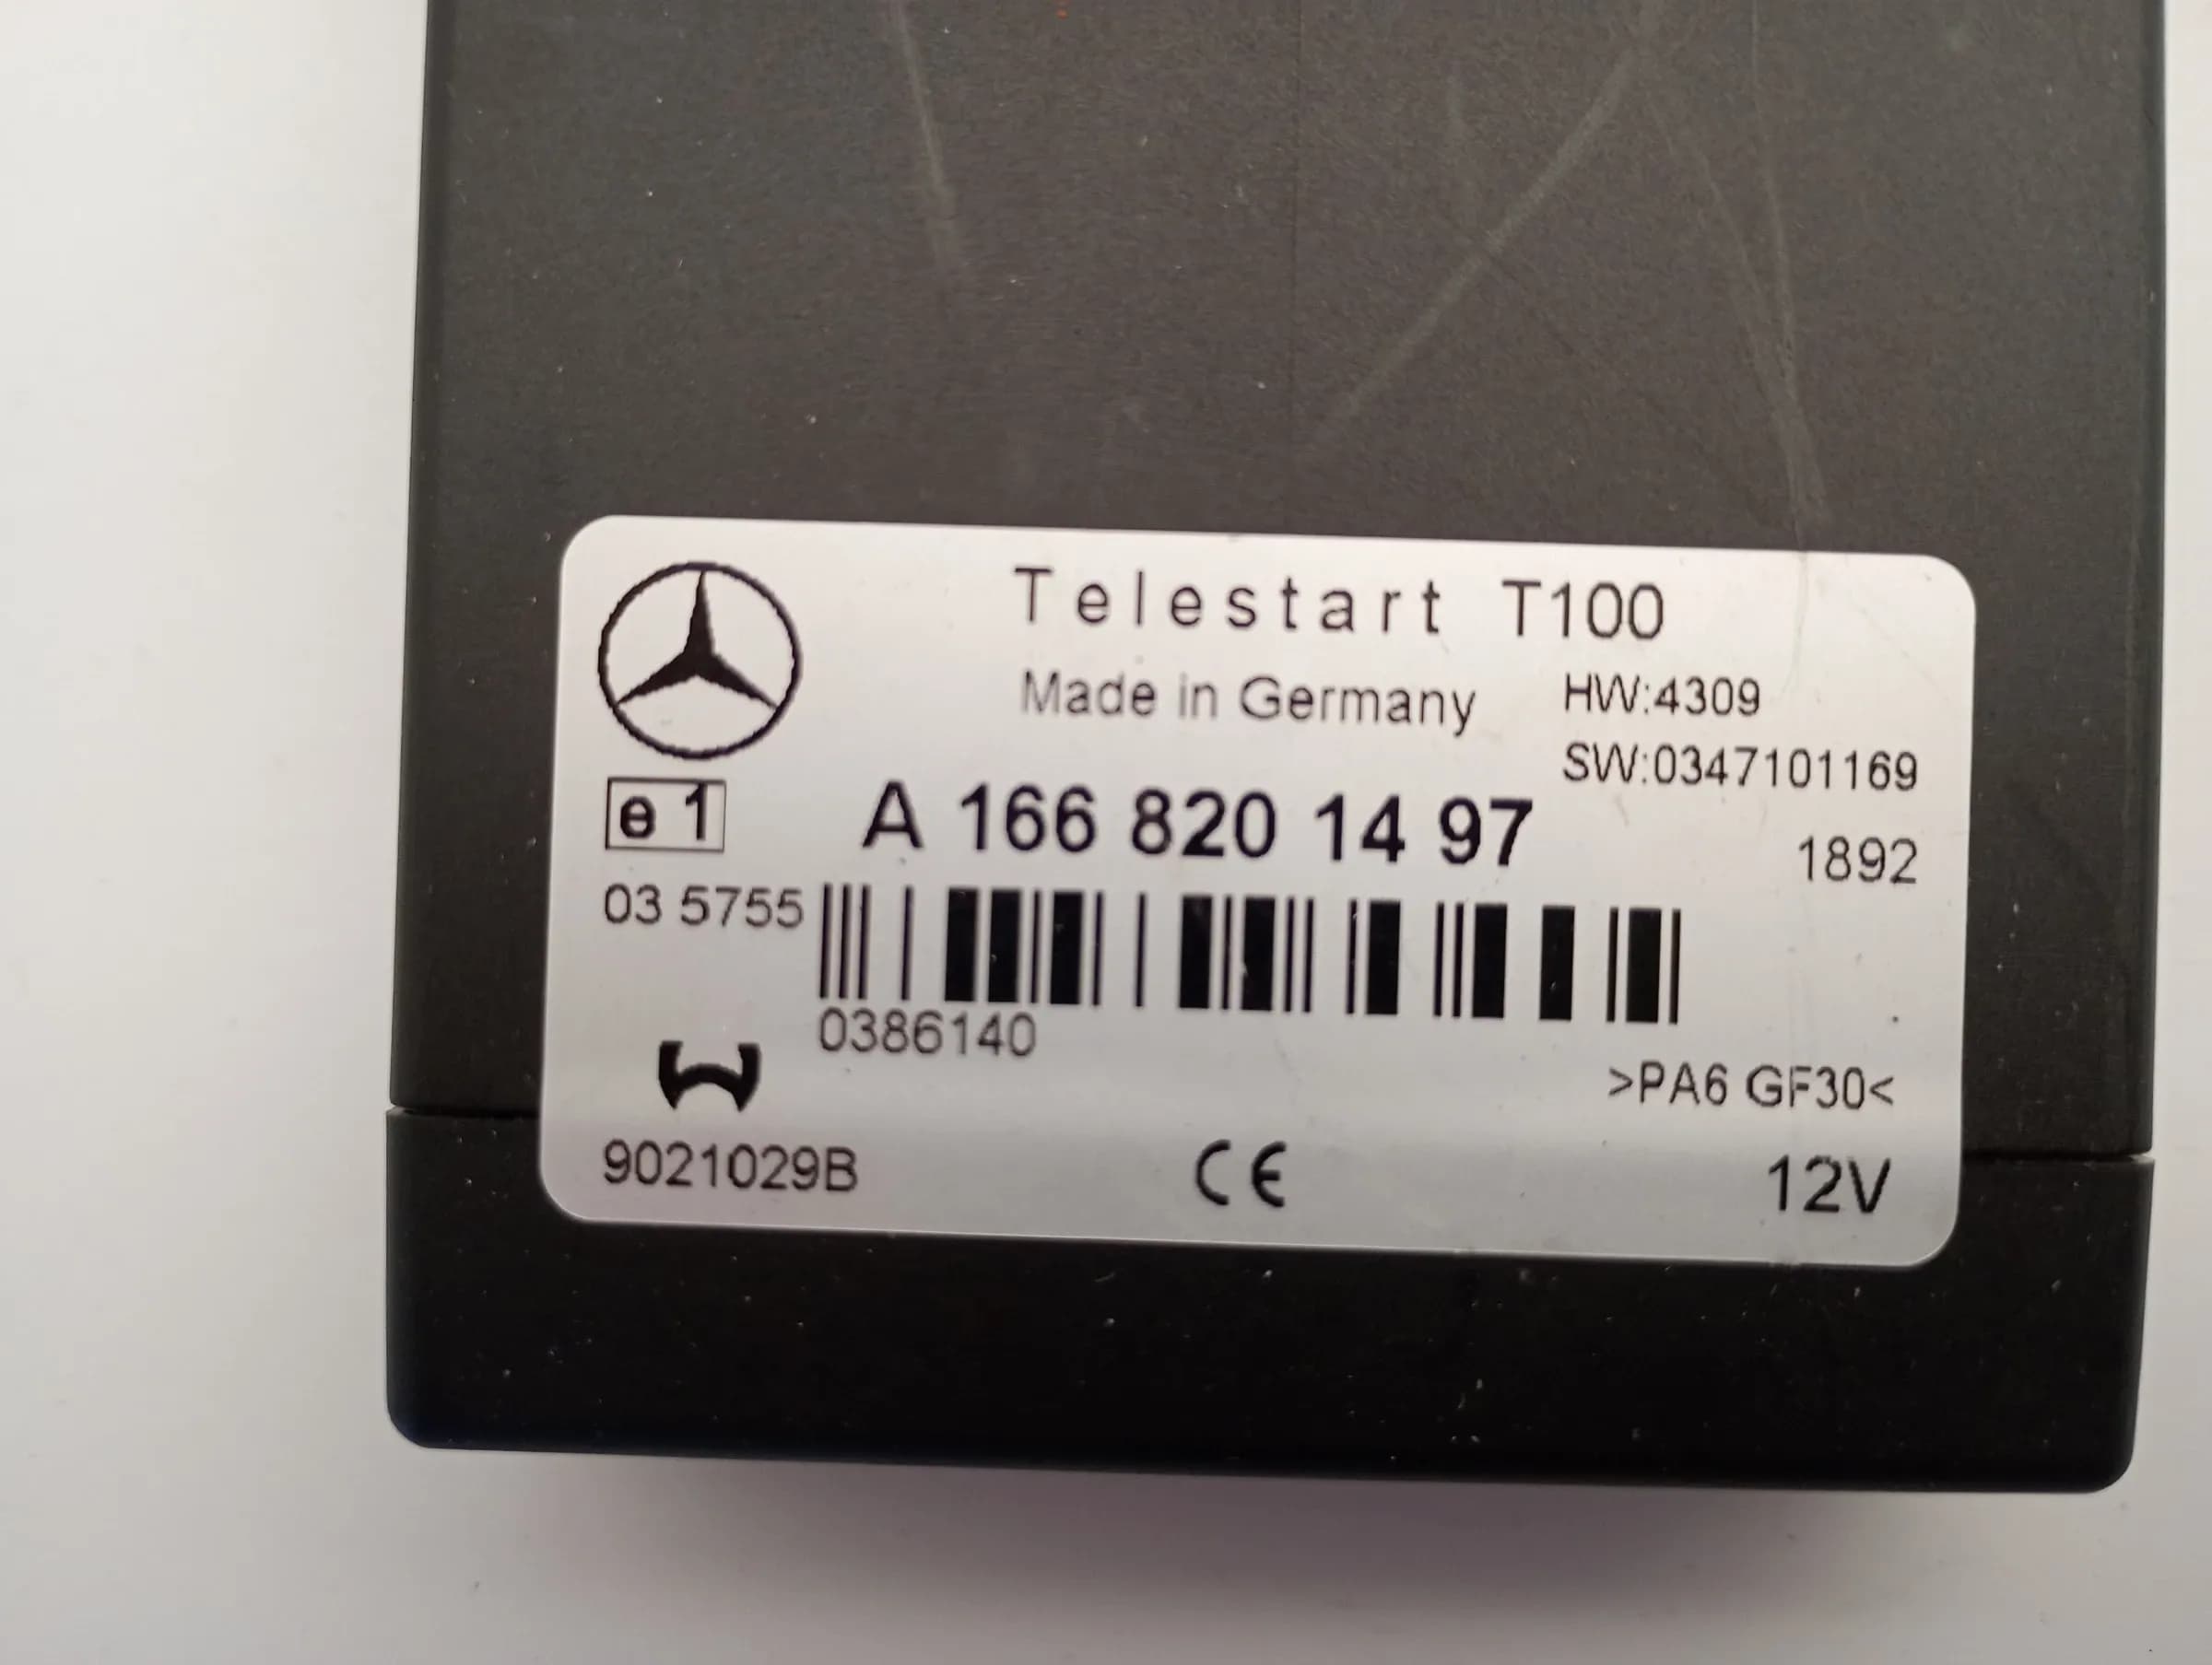 Telestart T100
Made in Germany HW:4309
SW:0347101169
e1 A 166 820 14 97
1892
03 5755
0386140
>PA6 GF30<
9021029B CE 12V